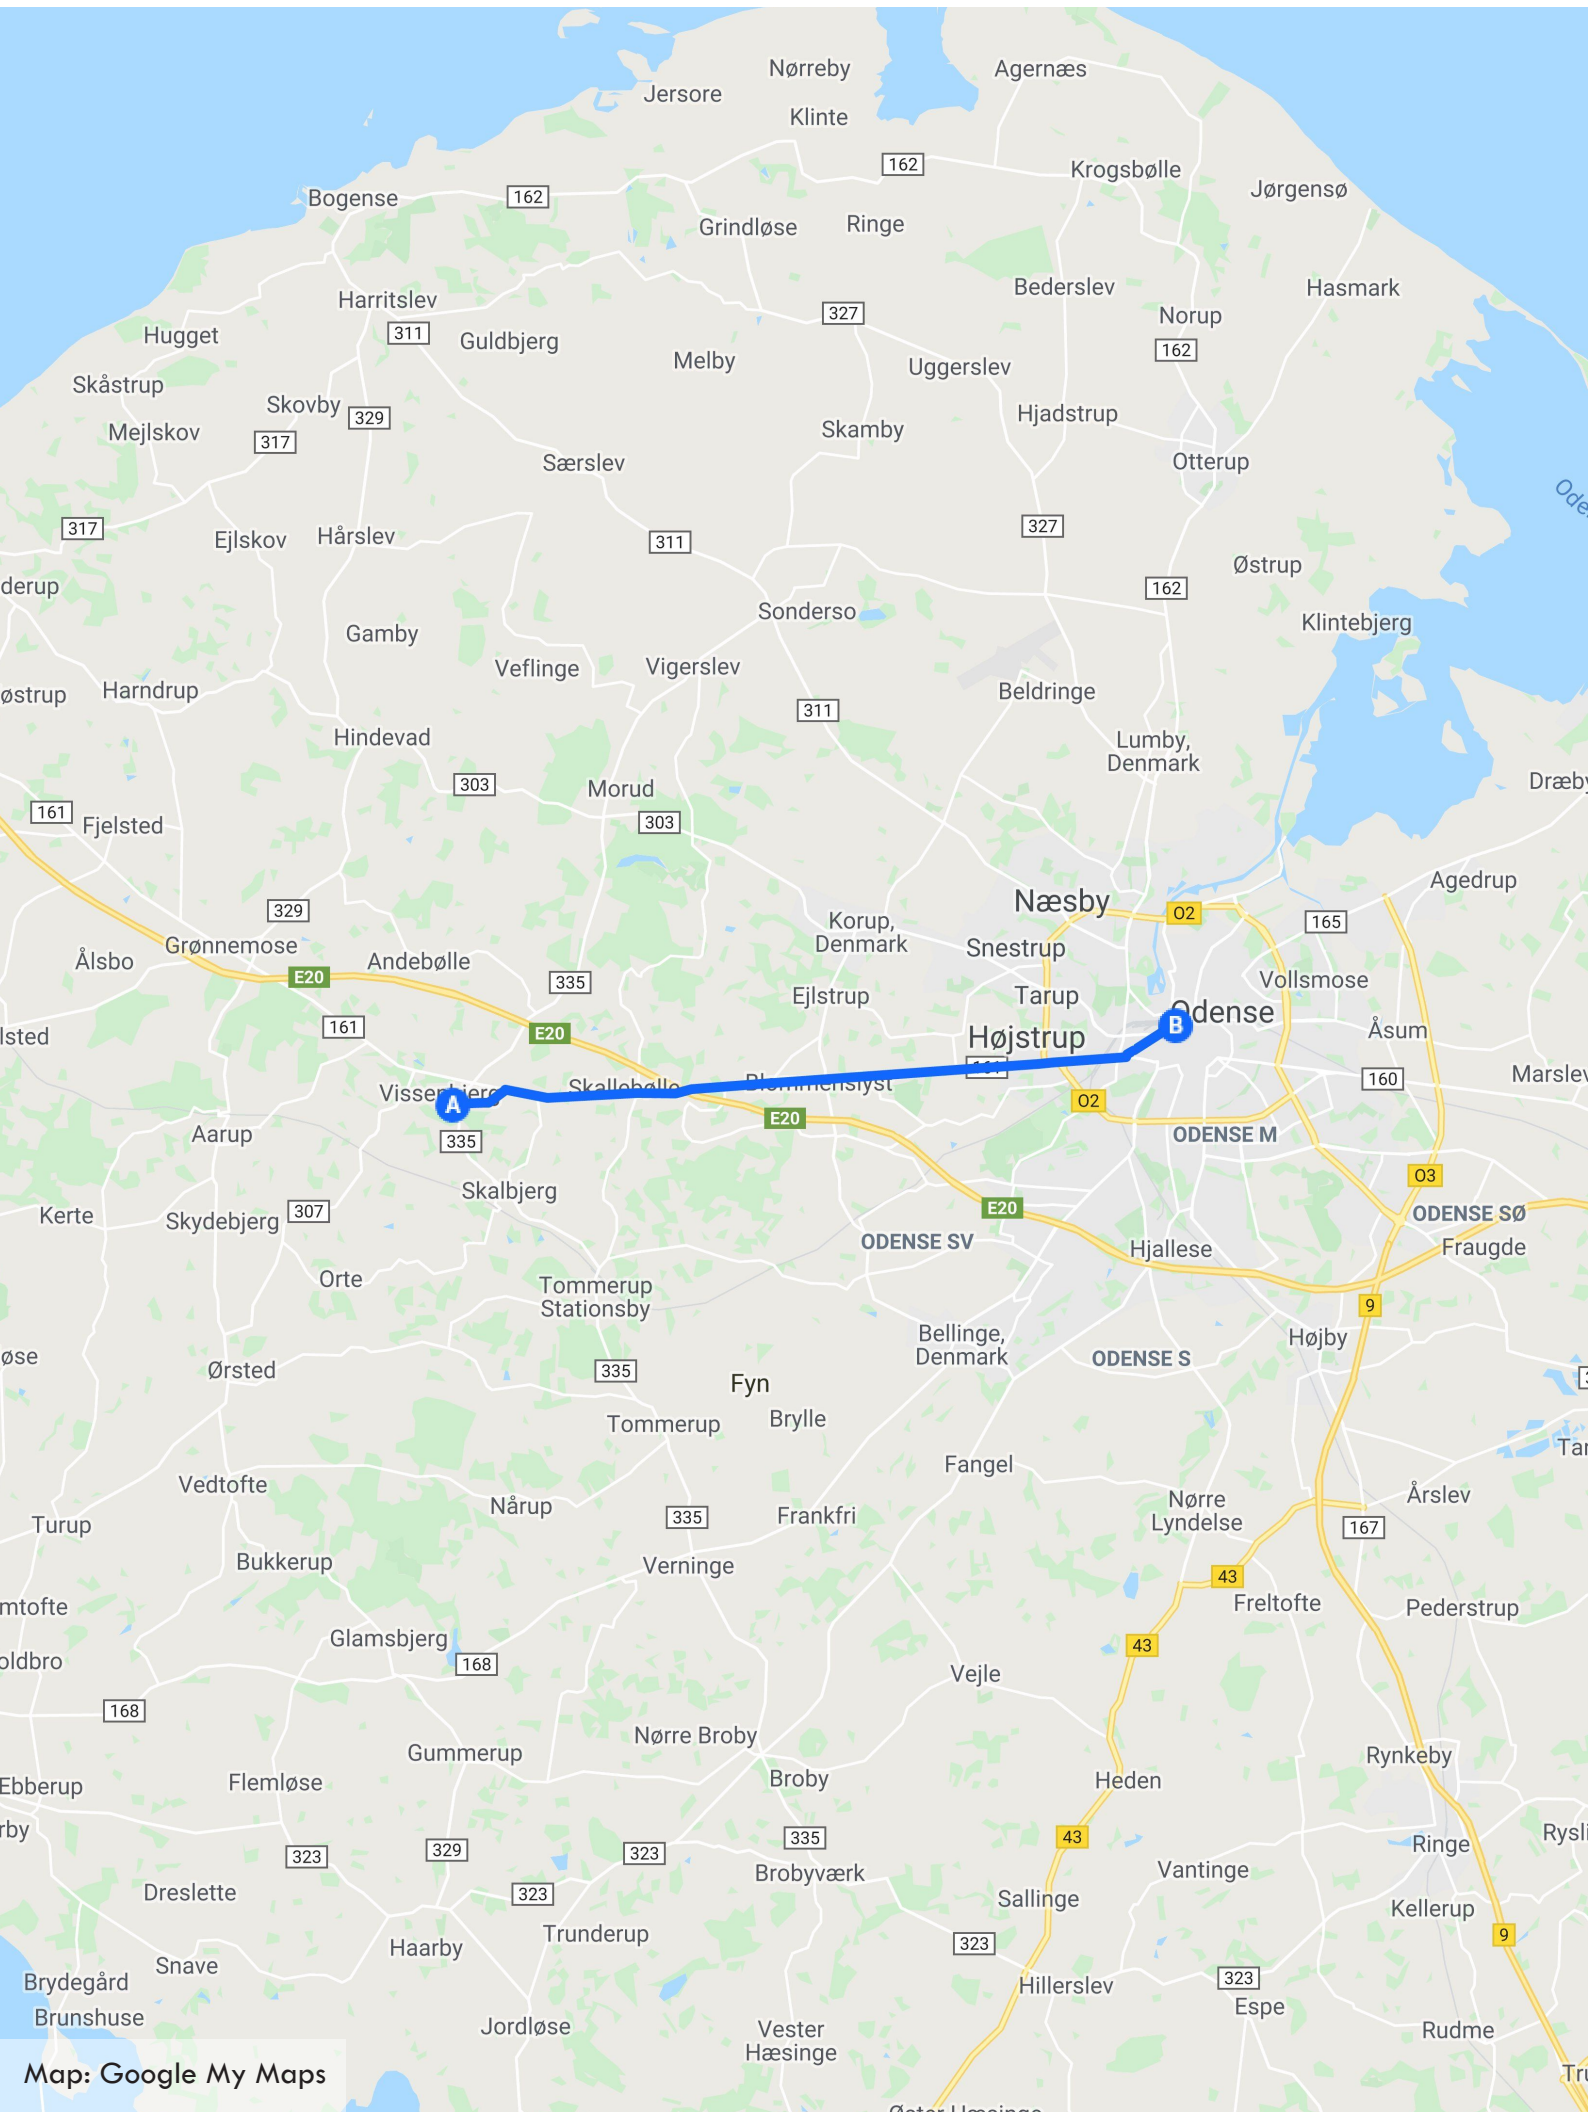 Nørreby
Agernæs
Jersore
Klinte
162
Krogsbølle
Jørgensø
Bogense
162
Grindløse
Ringe
Bederslev
Hasmark
Harritslev
327
Norup
Hugget
311
Guldbjerg
162
Melby
Uggerslev
Skåstrup
Skovby
329
Hjadstrup
Mejlskov
317
Skamby
Særslev
Otterup
Ode
317
Ejlskov
Hårslev
311
327
Østrup
derup
162
Sonderso
Klintebjerg
Gamby
Veflinge
Vigerslev
østrup
Harndrup
Beldringe
311
Hindevad
Lumby,
Denmark
303
Morud
Dræby
161
Fjelsted
303
Agedrup
Næsby
329
O2
165
Korup,
Denmark
Grønnemose
Snestrup
Ålsbo
Andebølle
E20
335
Vollsmose
Ejlstrup
Tarup
Odense
161
E20
B
Åsum
lsted
Højstrup
161
Marslev
160
Skallebølle
Blommenslyst
Vissenbjerg
A
O2
E20
Aarup
335
ODENSE M
O3
Skalbjerg
E20
Kerte
Skydebjerg
307
ODENSE SØ
ODENSE SV
Hjallese
Fraugde
Orte
Tommerup
Stationsby
9
Bellinge,
Denmark
Højby
øse
Ørsted
335
ODENSE S
Fyn
Tommerup
Brylle
Tar
Fangel
Vedtofte
Nårup
Nørre
Lyndelse
Årslev
Turup
335
Frankfri
167
Bukkerup
Verninge
43
mtofte
Freltofte
Pederstrup
Glamsbjerg
43
oldbro
168
Vejle
168
Nørre Broby
Gummerup
Rynkeby
Ebberup
Flemløse
Broby
Heden
rby
335
43
Rysli
323
329
323
Ringe
Brobyværk
Vantinge
Dreslette
323
Sallinge
Kellerup
Trunderup
323
9
Haarby
Snave
Brydegård
Hillerslev
323
Espe
Brunshuse
Jordløse
Vester
Hæsinge
Rudme
Map: Google My Maps